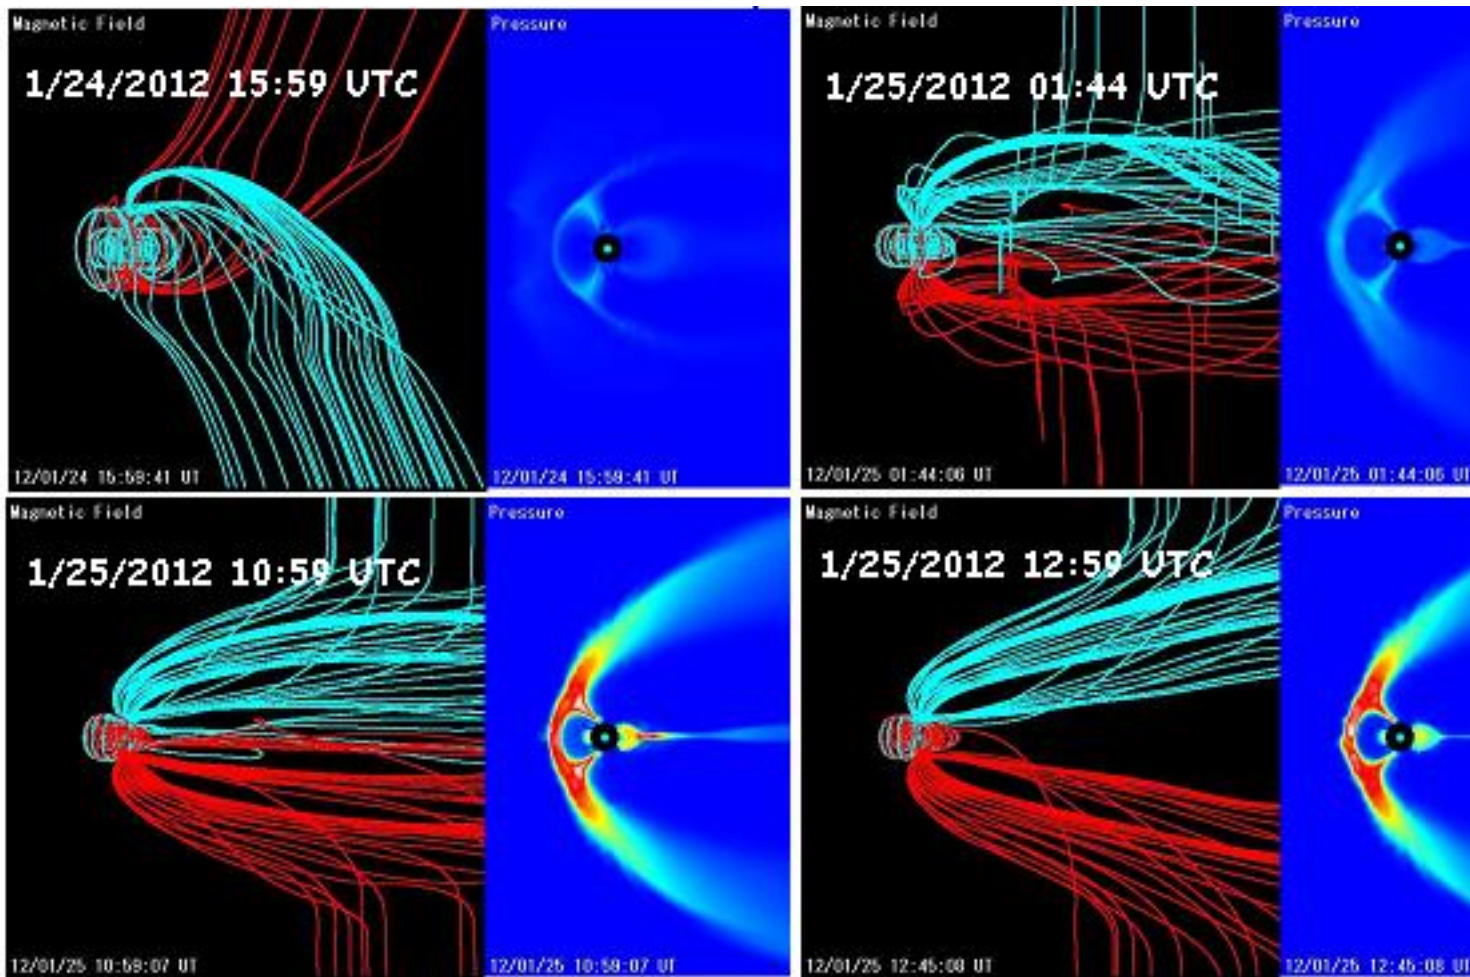 Magnetic Field
Pressure
1/24/2012 15:59 UTC
12/01/24 15:59:41 UT
12/01/24 15:59:41 UT
Magnetic Field
Pressure
1/25/2012 01:44 UTC
12/01/25 01:44:06 UT
12/01/25 01:44:06 UT
Magnetic Field
Pressure
1/25/2012 10:59 UTC
12/01/25 10:59:07 UT
12/01/25 10:59:07 UT
Magnetic Field
Pressure
1/25/2012 12:59 UTC
12/01/25 12:45:08 UT
12/01/25 12:45:08 UT